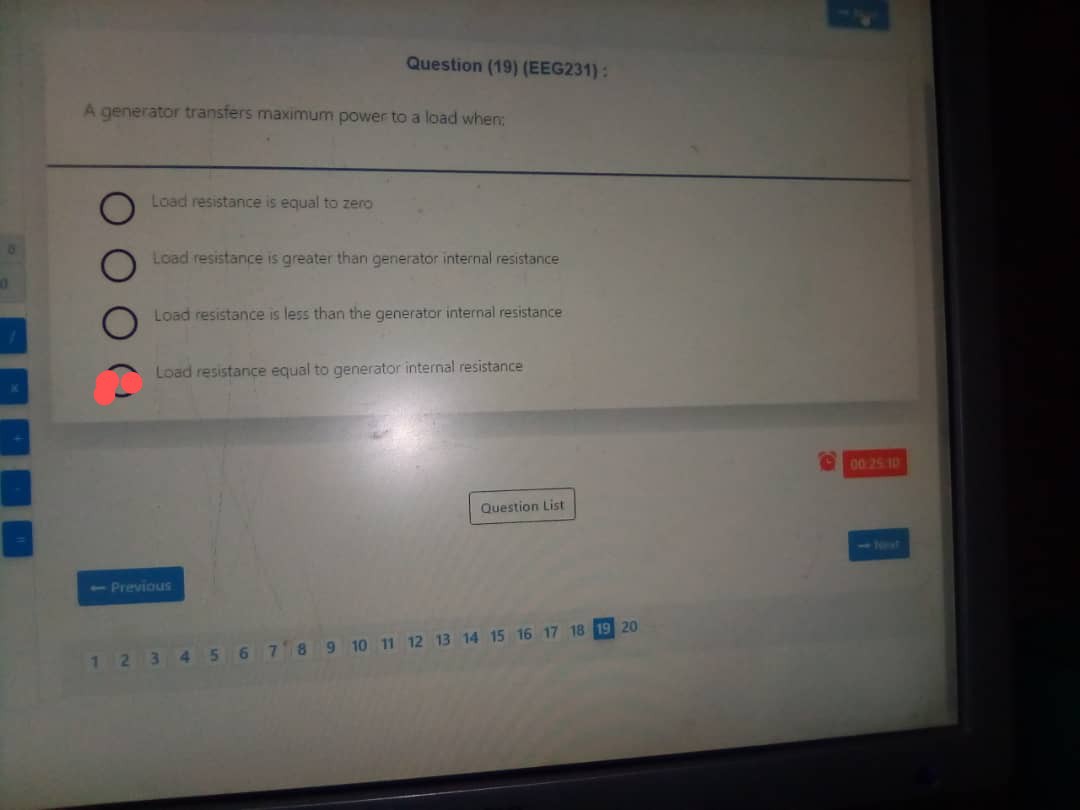 Question (19) (EEG231) :
A generator transfers maximum power to a load when:
Load resistance is equal to zero
Load resistance is greater than generator internal resistance
Load resistance is less than the generator internal resistance
Load resistance equal to generator internal resistance
00:25:10
Question List
→ Next
← Previous
1 2 3 4 5 6 7 8 9 10 11 12 13 14 15 16 17 18 19 20
0
0
/
x
+
-
=